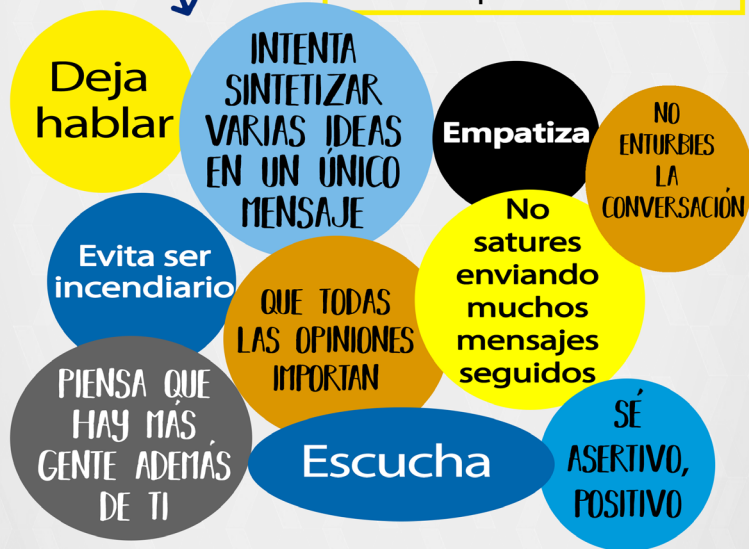 Deja
hablar
INTENTA
SINTETIZAR
VARIAS IDEAS
EN UN ÚNICO
MENSAJE
Empatiza
NO
ENTURBIES
LA
CONVERSACIÓN
Evita ser
incendiario
QUE TODAS
LAS OPINIONES
IMPORTAN
No
satures
enviando
muchos
mensajes
seguidos
PIENSA QUE
HAY MÁS
GENTE ADEMÁS
DE TI
Escucha
SÉ
ASERTIVO,
POSITIVO